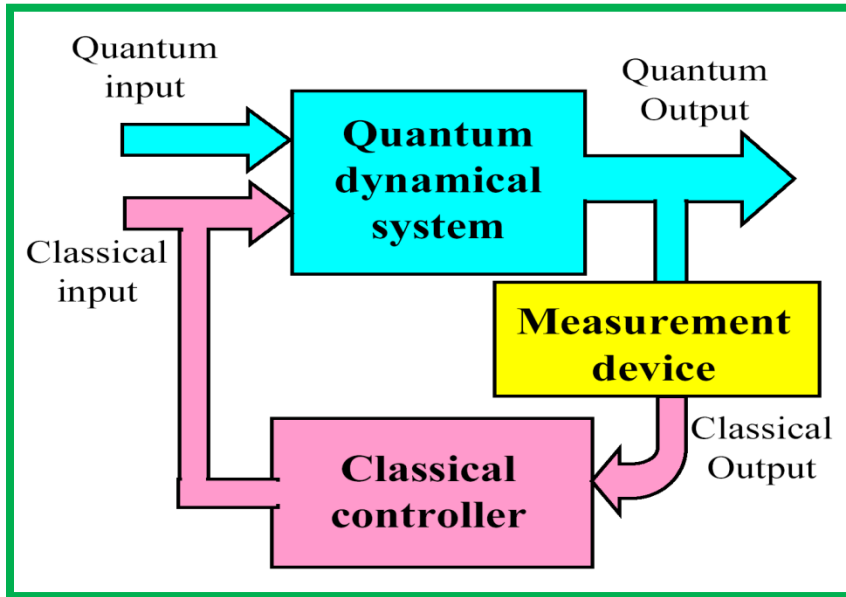 Quantum
input
Quantum
dynamical
system
Quantum
Output
Classical
input
Measurement
device
Classical
Output
Classical
controller